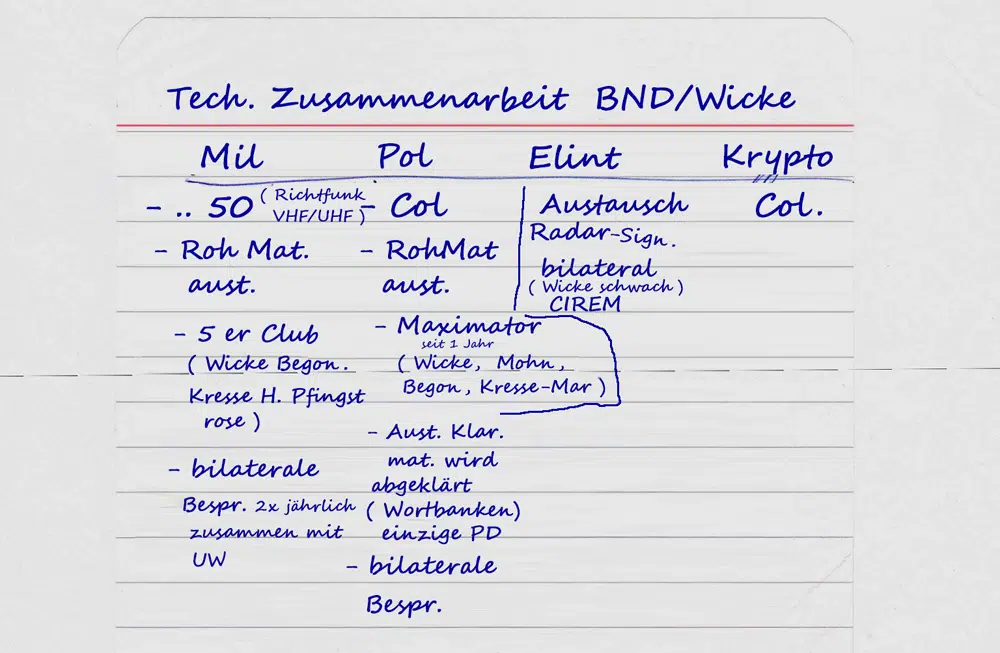 Tech. Zusammenarbeit BND/Wicke
Mil Pol Elint Krypto
- .. 50 (Richtfunk VHF/UHF)
- Roh Mat.
aust.
- 5 er Club
(Wicke Begon.
Kresse H. Pfingst
rose)
- bilaterale
Bespr. 2x jährlich
zusammen mit
UW
- Col
- RohMat
aust.
- Maximator
seit 1 Jahr
(Wicke, Mohn,
Begon, Kresse-Mar)
- Aust. Klar.
mat. wird
abgeklärt
(Wortbanken)
einzige PD
- bilaterale
Bespr.
Austausch
Radar-Sign.
bilateral
(Wicke schwach)
CIREM
Col.